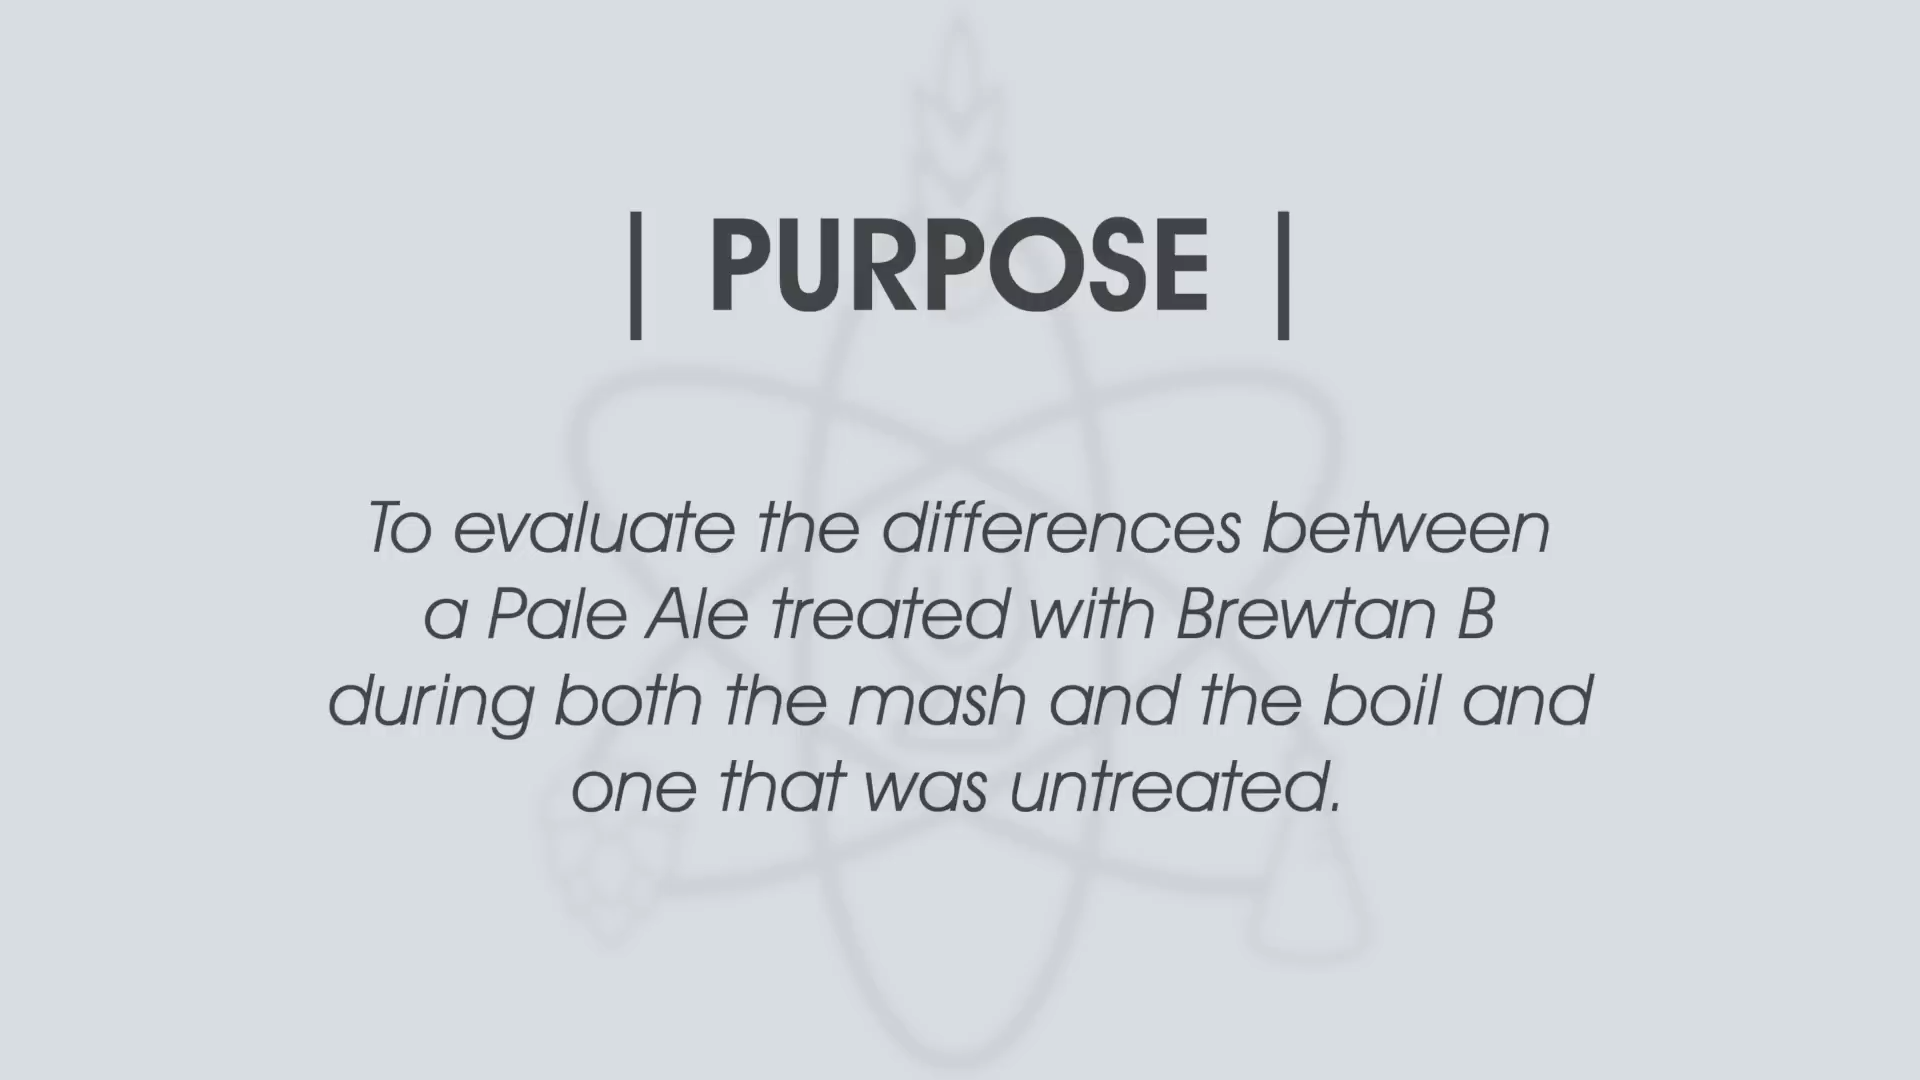 | PURPOSE |
To evaluate the differences between
a Pale Ale treated with Brewtan B
during both the mash and the boil and
one that was untreated.